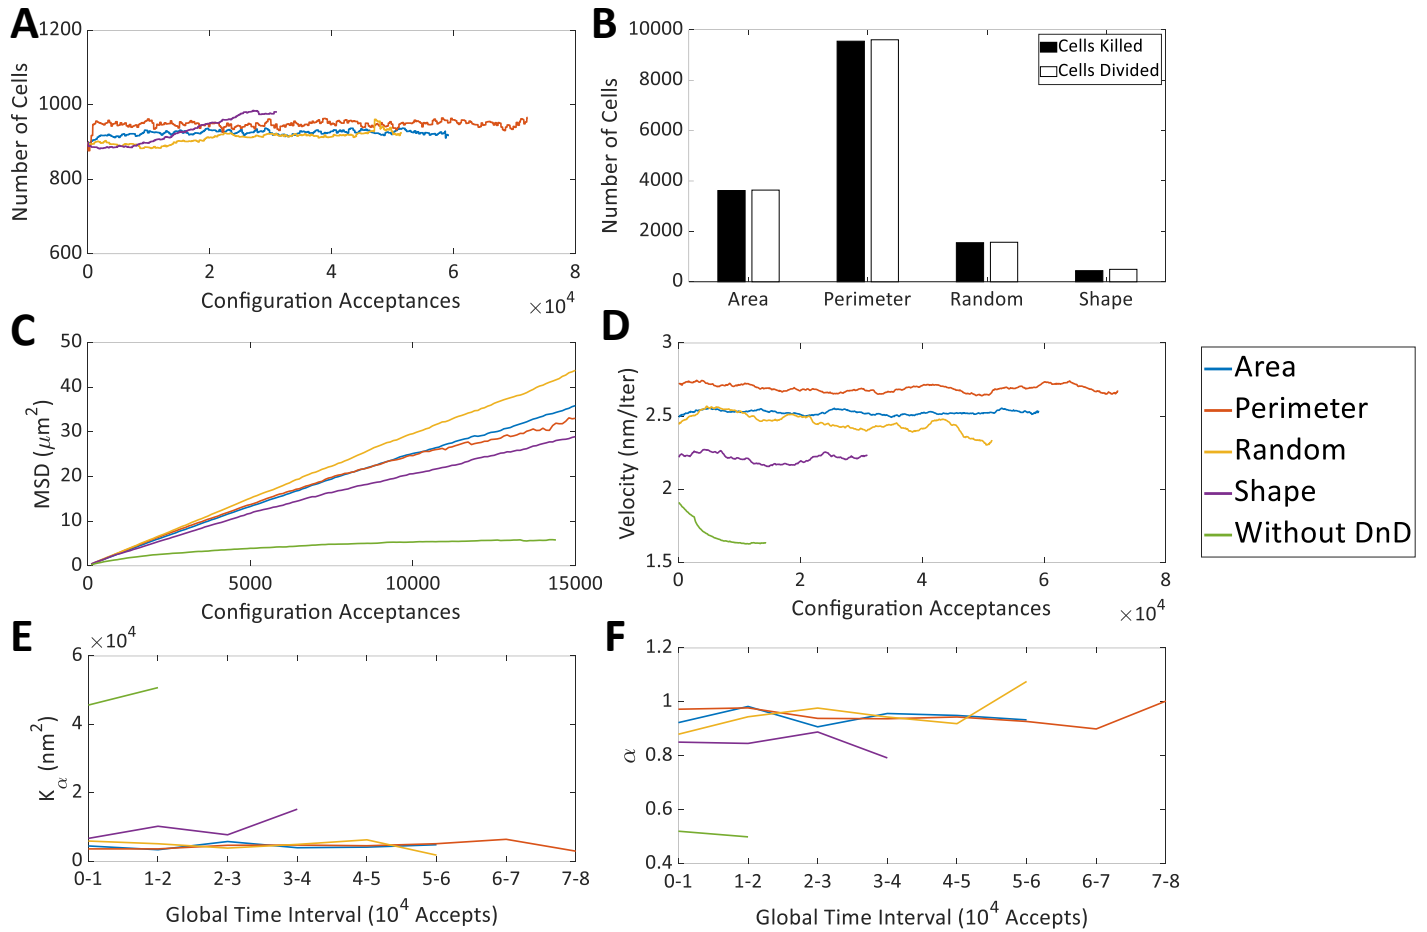 A
1200
1000
800
600
Number of Cells
0 2 4 6 8
Configuration Acceptances
×10^4
B
10000
8000
6000
4000
2000
0
Number of Cells
Cells Killed
Cells Divided
Area Perimeter Random Shape
C
50
40
30
20
10
0
MSD (μm^2)
0 5000 10000 15000
Configuration Acceptances
D
3
2.5
2
1.5
Velocity (nm/Iter)
0 2 4 6 8
Configuration Acceptances
×10^4
Area
Perimeter
Random
Shape
Without DnD
E
×10^4
6
4
2
0
K_α (nm^2)
0-1 1-2 2-3 3-4 4-5 5-6 6-7 7-8
Global Time Interval (10^4 Accepts)
F
1.2
1
0.8
0.6
0.4
α
0-1 1-2 2-3 3-4 4-5 5-6 6-7 7-8
Global Time Interval (10^4 Accepts)